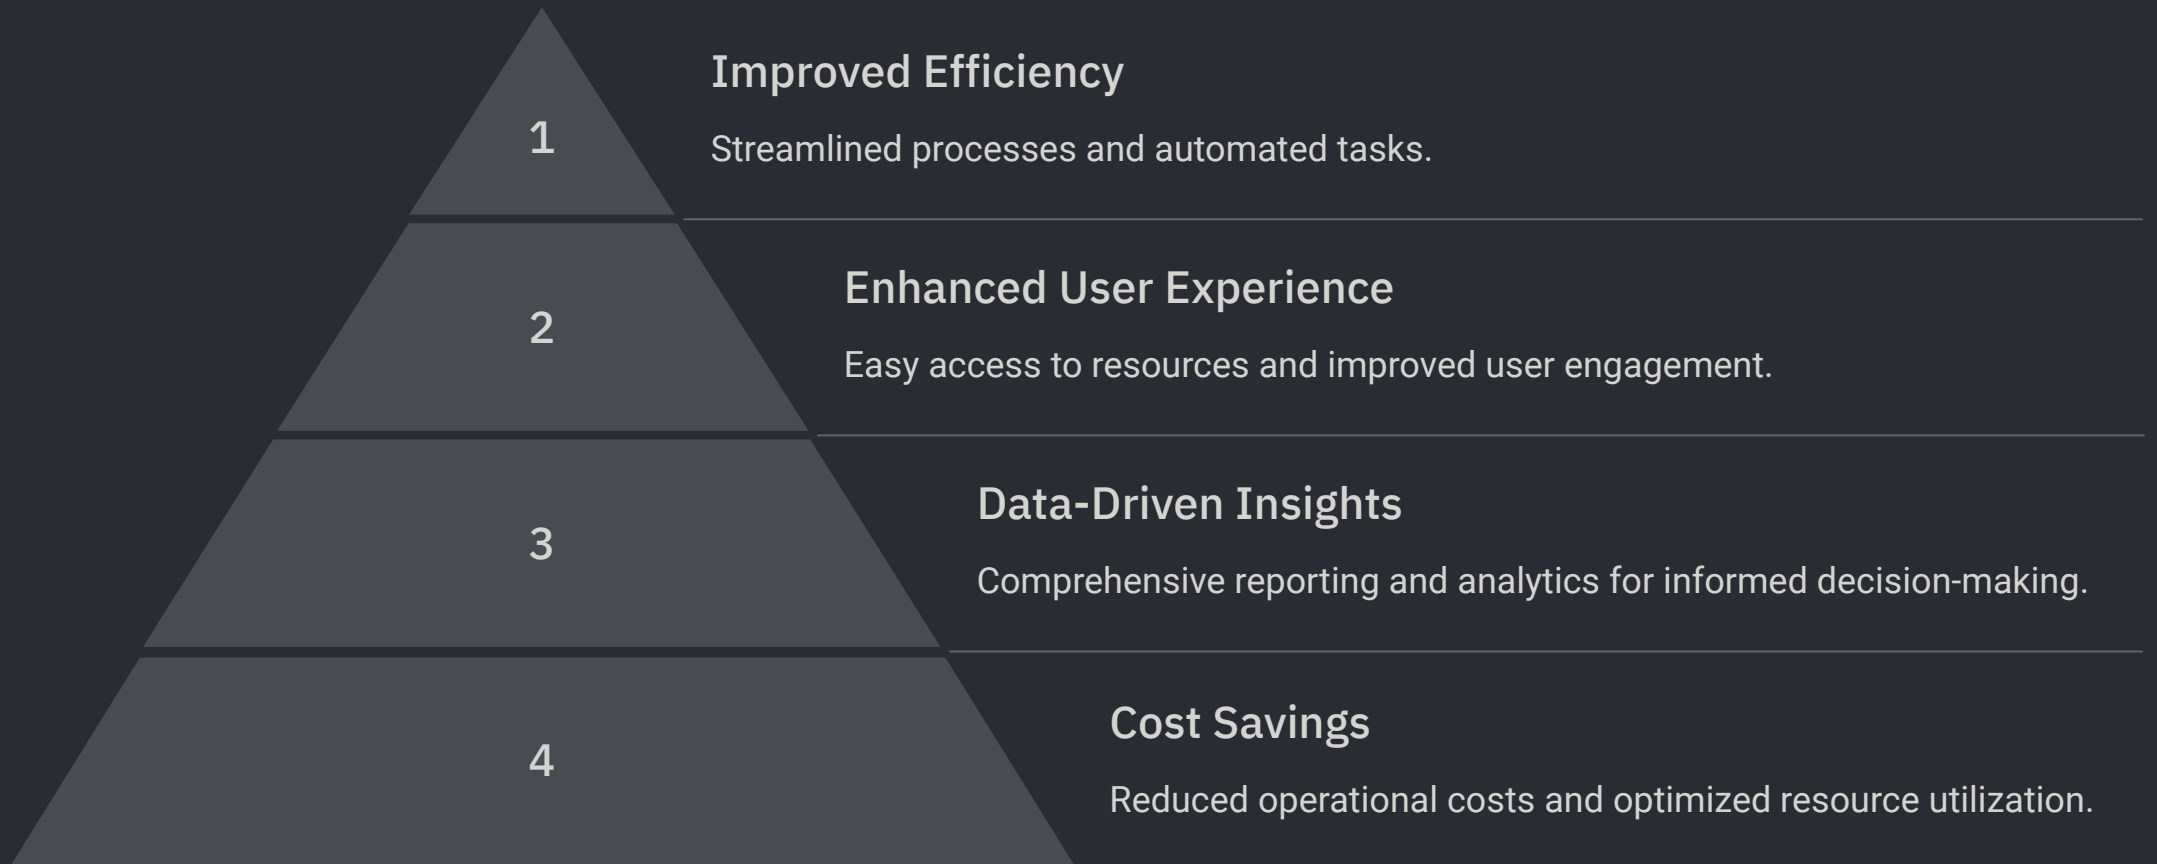 1
Improved Efficiency
Streamlined processes and automated tasks.
2
Enhanced User Experience
Easy access to resources and improved user engagement.
3
Data-Driven Insights
Comprehensive reporting and analytics for informed decision-making.
4
Cost Savings
Reduced operational costs and optimized resource utilization.